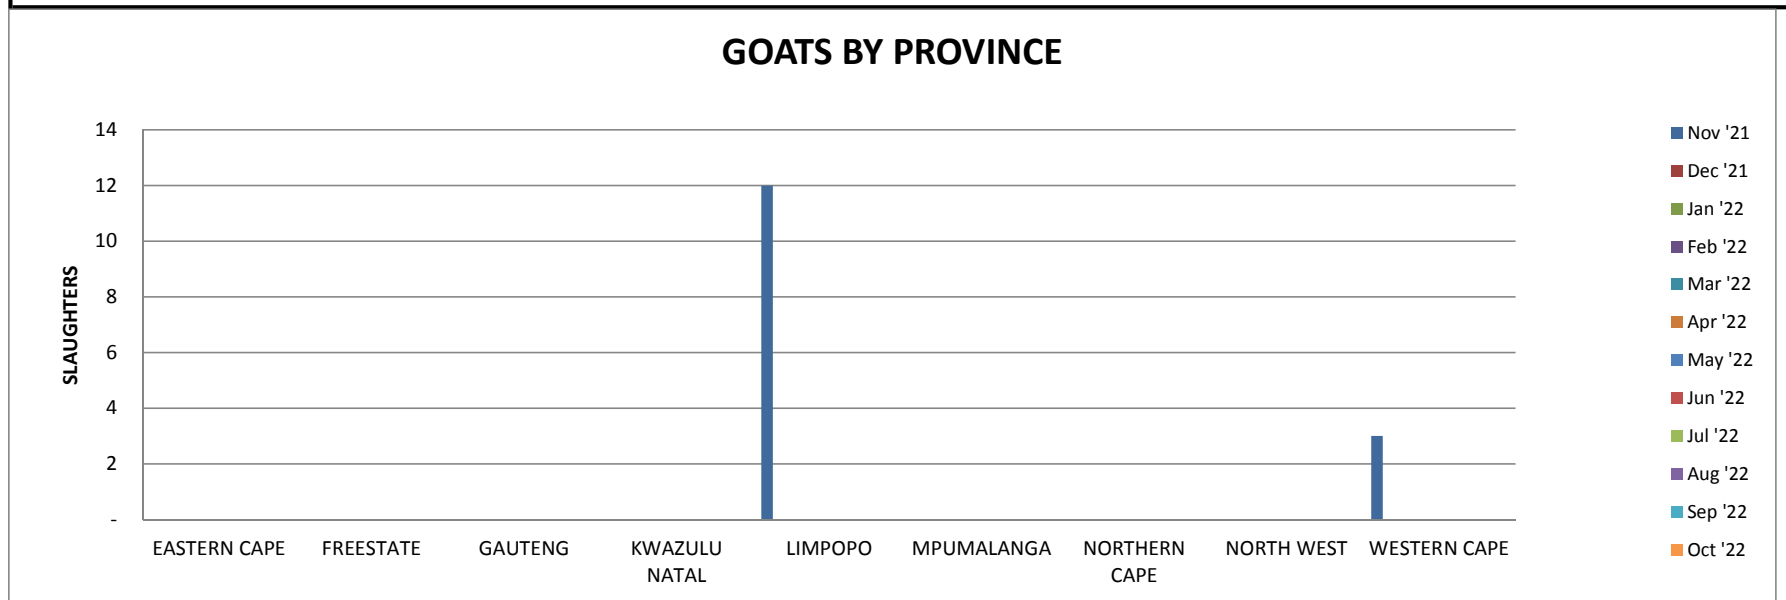 GOATS BY PROVINCE
14
12
10
8
6
4
2
-
SLAUGHTERS
EASTERN CAPE
FREESTATE
GAUTENG
KWAZULU
NATAL
LIMPOPO
MPUMALANGA
NORTHERN
CAPE
NORTH WEST
WESTERN CAPE
Nov '21
Dec '21
Jan '22
Feb '22
Mar '22
Apr '22
May '22
Jun '22
Jul '22
Aug '22
Sep '22
Oct '22